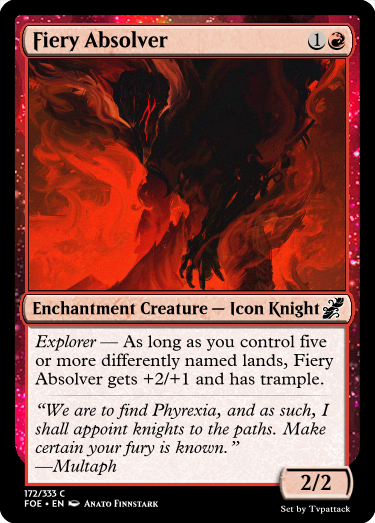 Fiery Absolver 1
Enchantment Creature — Icon Knight
Explorer — As long as you control five
or more differently named lands, Fiery
Absolver gets +2/+1 and has trample.
“We are to find Phyrexia, and as such, I
shall appoint knights to the paths. Make
certain your fury is known.”
—Multaph
2/2
172/333 C
FOE • EN Anato Finnstark
Set by Tvpattack